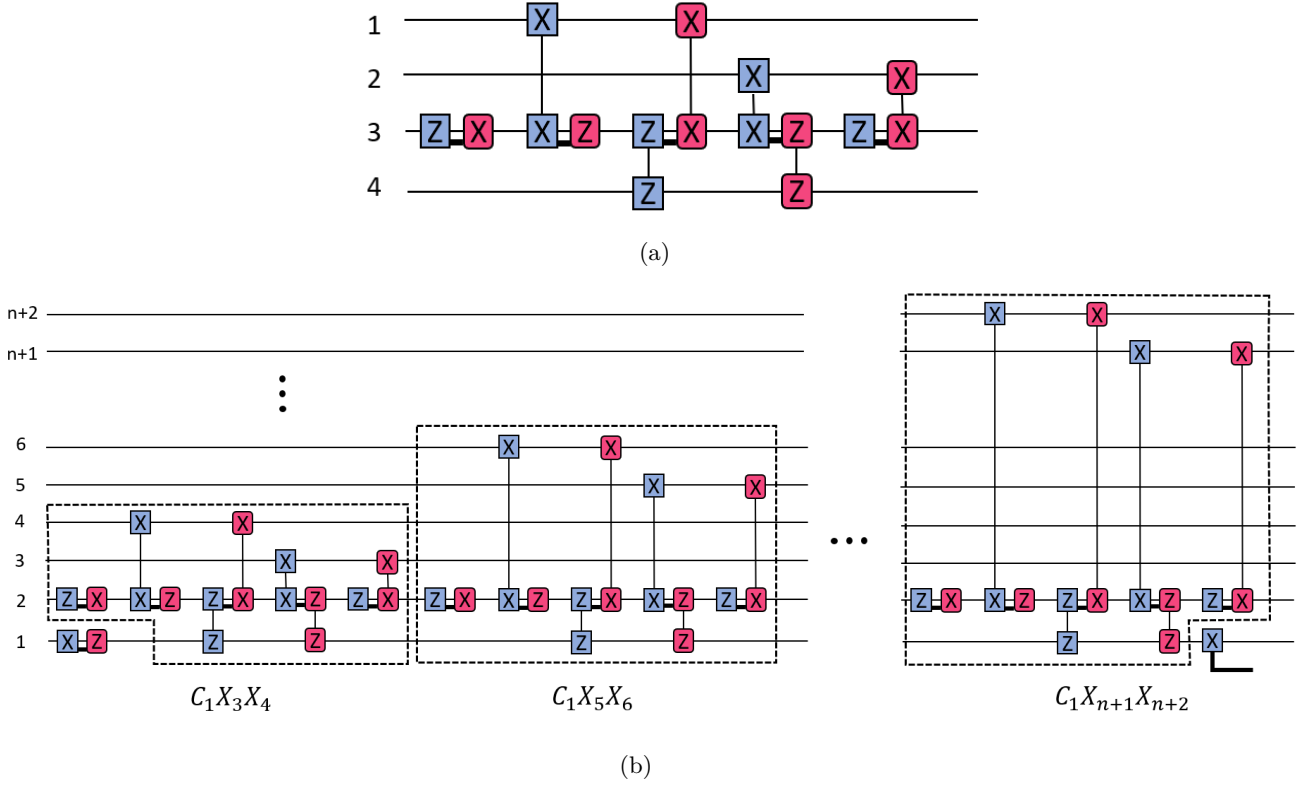 1 X X
2 X X
3 Z X X Z Z X X Z Z X
4 Z Z
(a)
n+2 X X
n+1 X X
6 X X
5 X X
4 X X
3 X X
2 Z X X Z Z X X Z Z X Z X X Z Z X X Z Z X Z X X Z Z X X Z Z X
1 X Z Z Z Z Z Z Z X
C₁X₃X₄ C₁X₅X₆ C₁Xₙ₊₁Xₙ₊₂
(b)